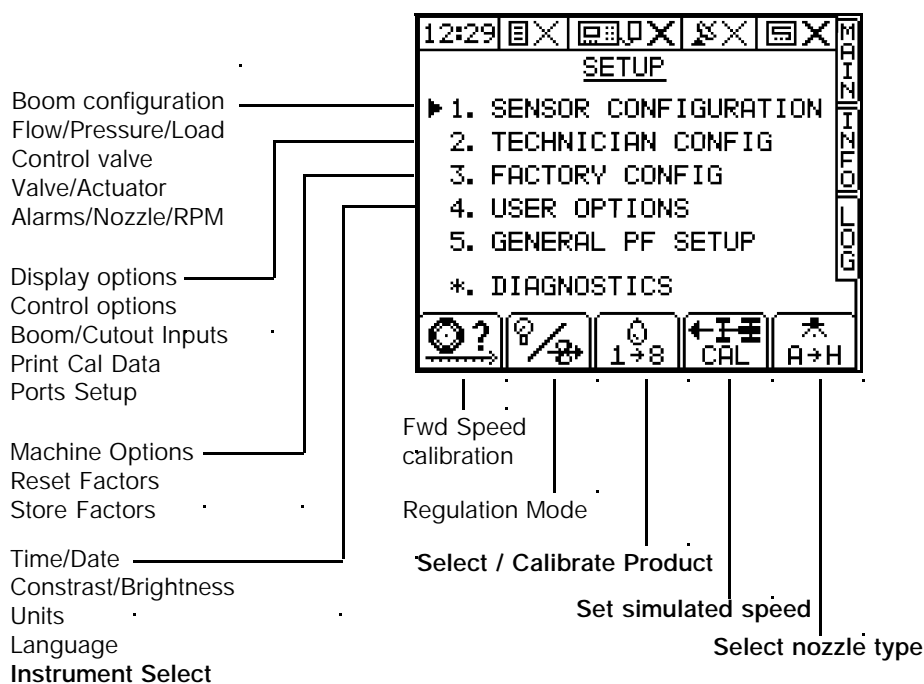 12:29
SETUP
1. SENSOR CONFIGURATION
2. TECHNICIAN CONFIG
3. FACTORY CONFIG
4. USER OPTIONS
5. GENERAL PF SETUP
*. DIAGNOSTICS
MAIN
INFO
LOG
?
1→8
CAL
A→H
Boom configuration
Flow/Pressure/Load
Control valve
Valve/Actuator
Alarms/Nozzle/RPM
Display options
Control options
Boom/Cutout Inputs
Print Cal Data
Ports Setup
Machine Options
Reset Factors
Store Factors
Time/Date
Constrast/Brightness
Units
Language
Instrument Select
Fwd Speed
calibration
Regulation Mode
Select / Calibrate Product
Set simulated speed
Select nozzle type